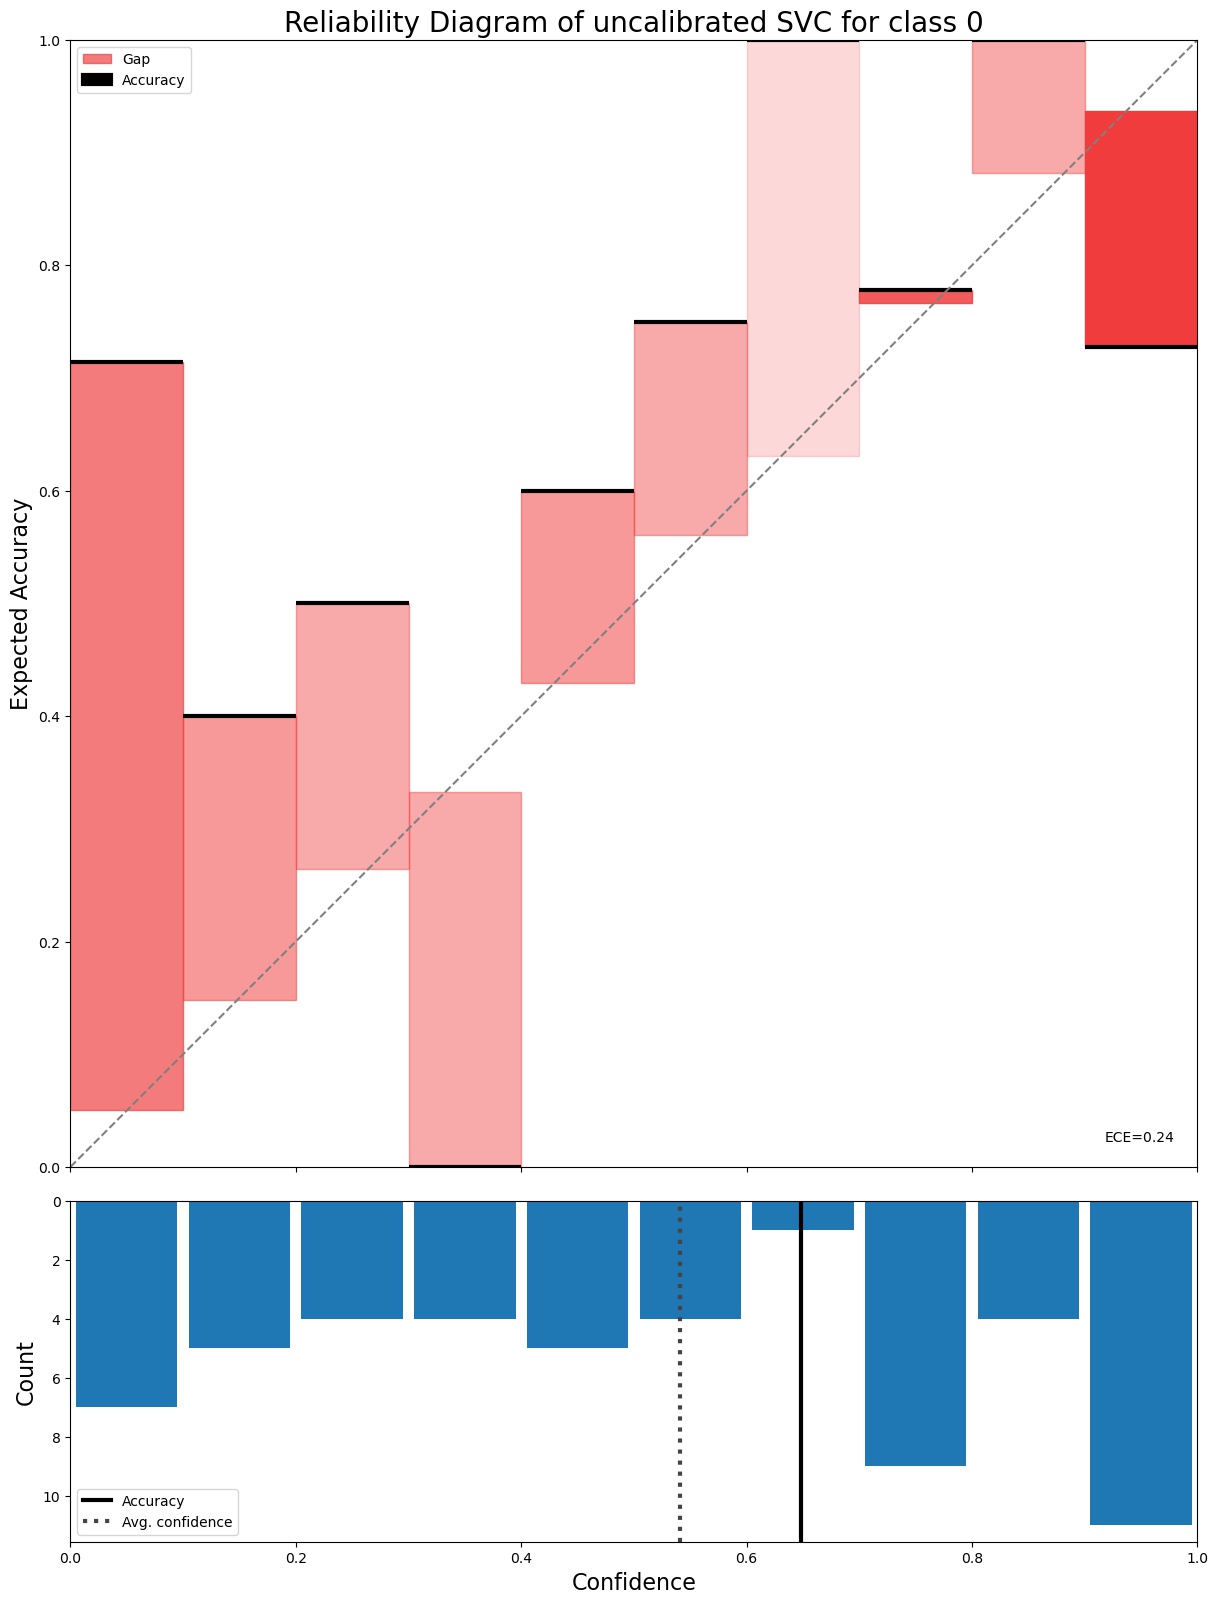 Reliability Diagram of uncalibrated SVC for class 0
1.0
Gap
Accuracy
0.8
0.6
Expected Accuracy
0.4
0.2
ECE=0.24
0.0
0
2
4
Count
6
8
10
Accuracy
Avg. confidence
0.0 0.2 0.4 0.6 0.8 1.0
Confidence